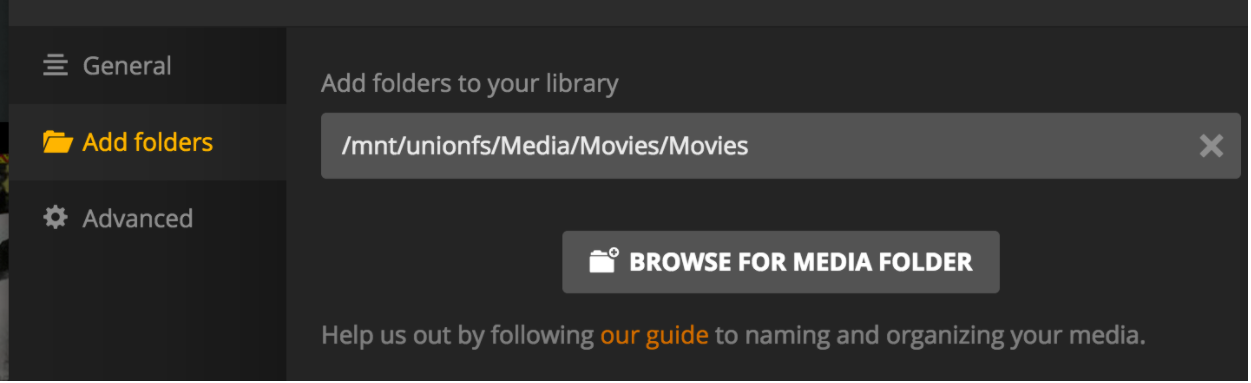 General
Add folders
Advanced
Add folders to your library
/mnt/unionfs/Media/Movies/Movies
BROWSE FOR MEDIA FOLDER
Help us out by following our guide to naming and organizing your media.